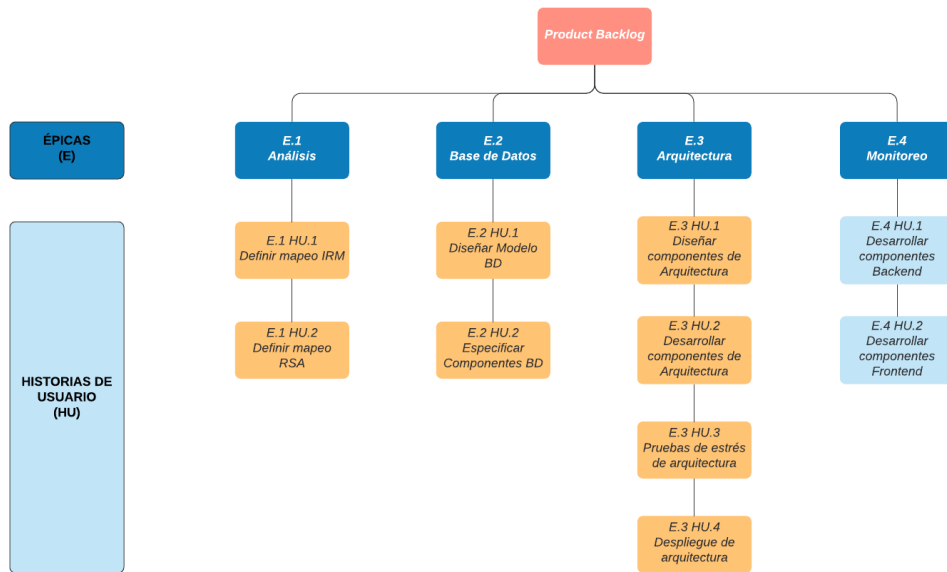 Product Backlog
ÉPICAS
(E)
E.1
Análisis
E.2
Base de Datos
E.3
Arquitectura
E.4
Monitoreo
HISTORIAS DE
USUARIO
(HU)
E.1 HU.1
Definir mapeo IRM
E.2 HU.1
Diseñar Modelo
BD
E.3 HU.1
Diseñar
componentes de
Arquitectura
E.4 HU.1
Desarrollar
componentes
Backend
E.1 HU.2
Definir mapeo
RSA
E.2 HU.2
Especificar
Componentes BD
E.3 HU.2
Desarrollar
componentes de
Arquitectura
E.4 HU.2
Desarrollar
componentes
Frontend
E.3 HU.3
Pruebas de estrés
de arquitectura
E.3 HU.4
Despliegue de
arquitectura